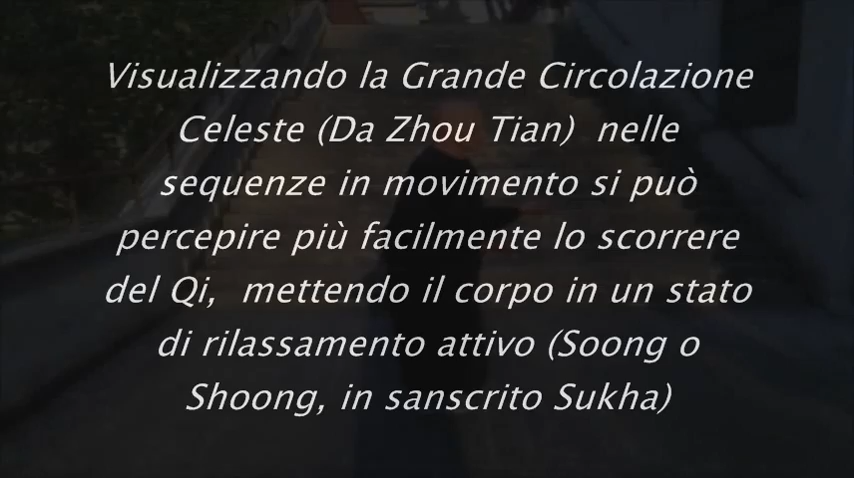 Visualizzando la Grande Circolazione
Celeste (Da Zhou Tian)  nelle
sequenze in movimento si può
percepire più facilmente lo scorrere
del Qi,  mettendo il corpo in un stato
di rilassamento attivo (Soong o
Shoong, in sanscrito Sukha)